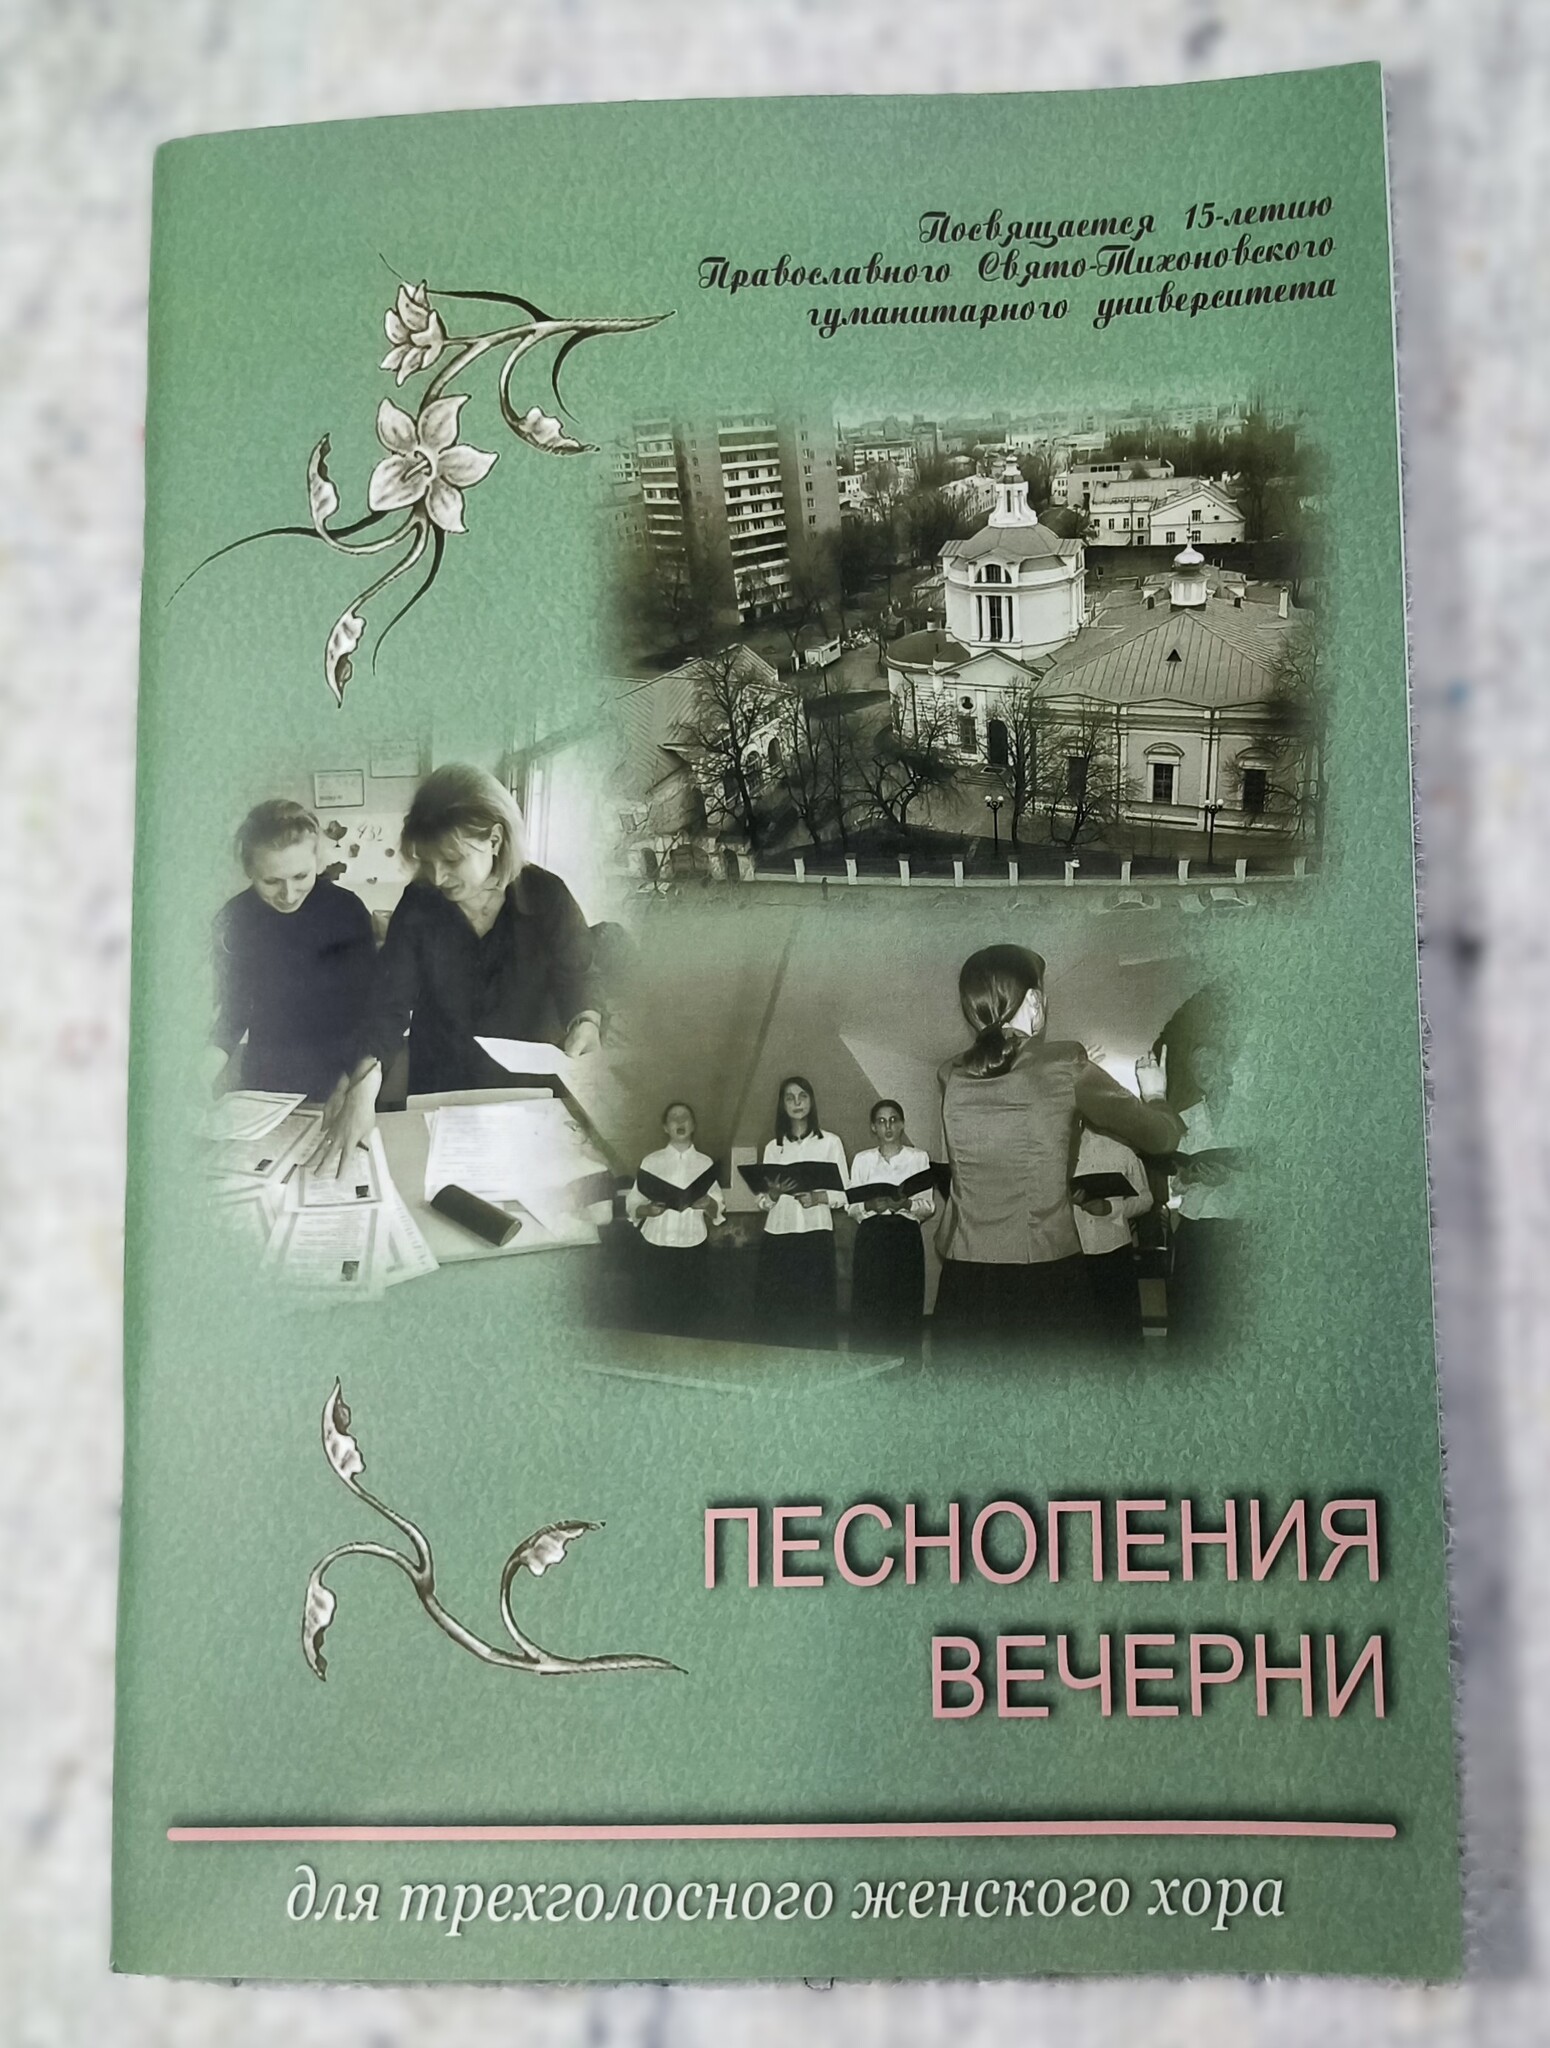 Посвящается 15-летию
Православного Свято-Тихоновского
гуманитарного университета
ПЕСНОПЕНИЯ
ВЕЧЕРНИ
для трехголосного женского хора